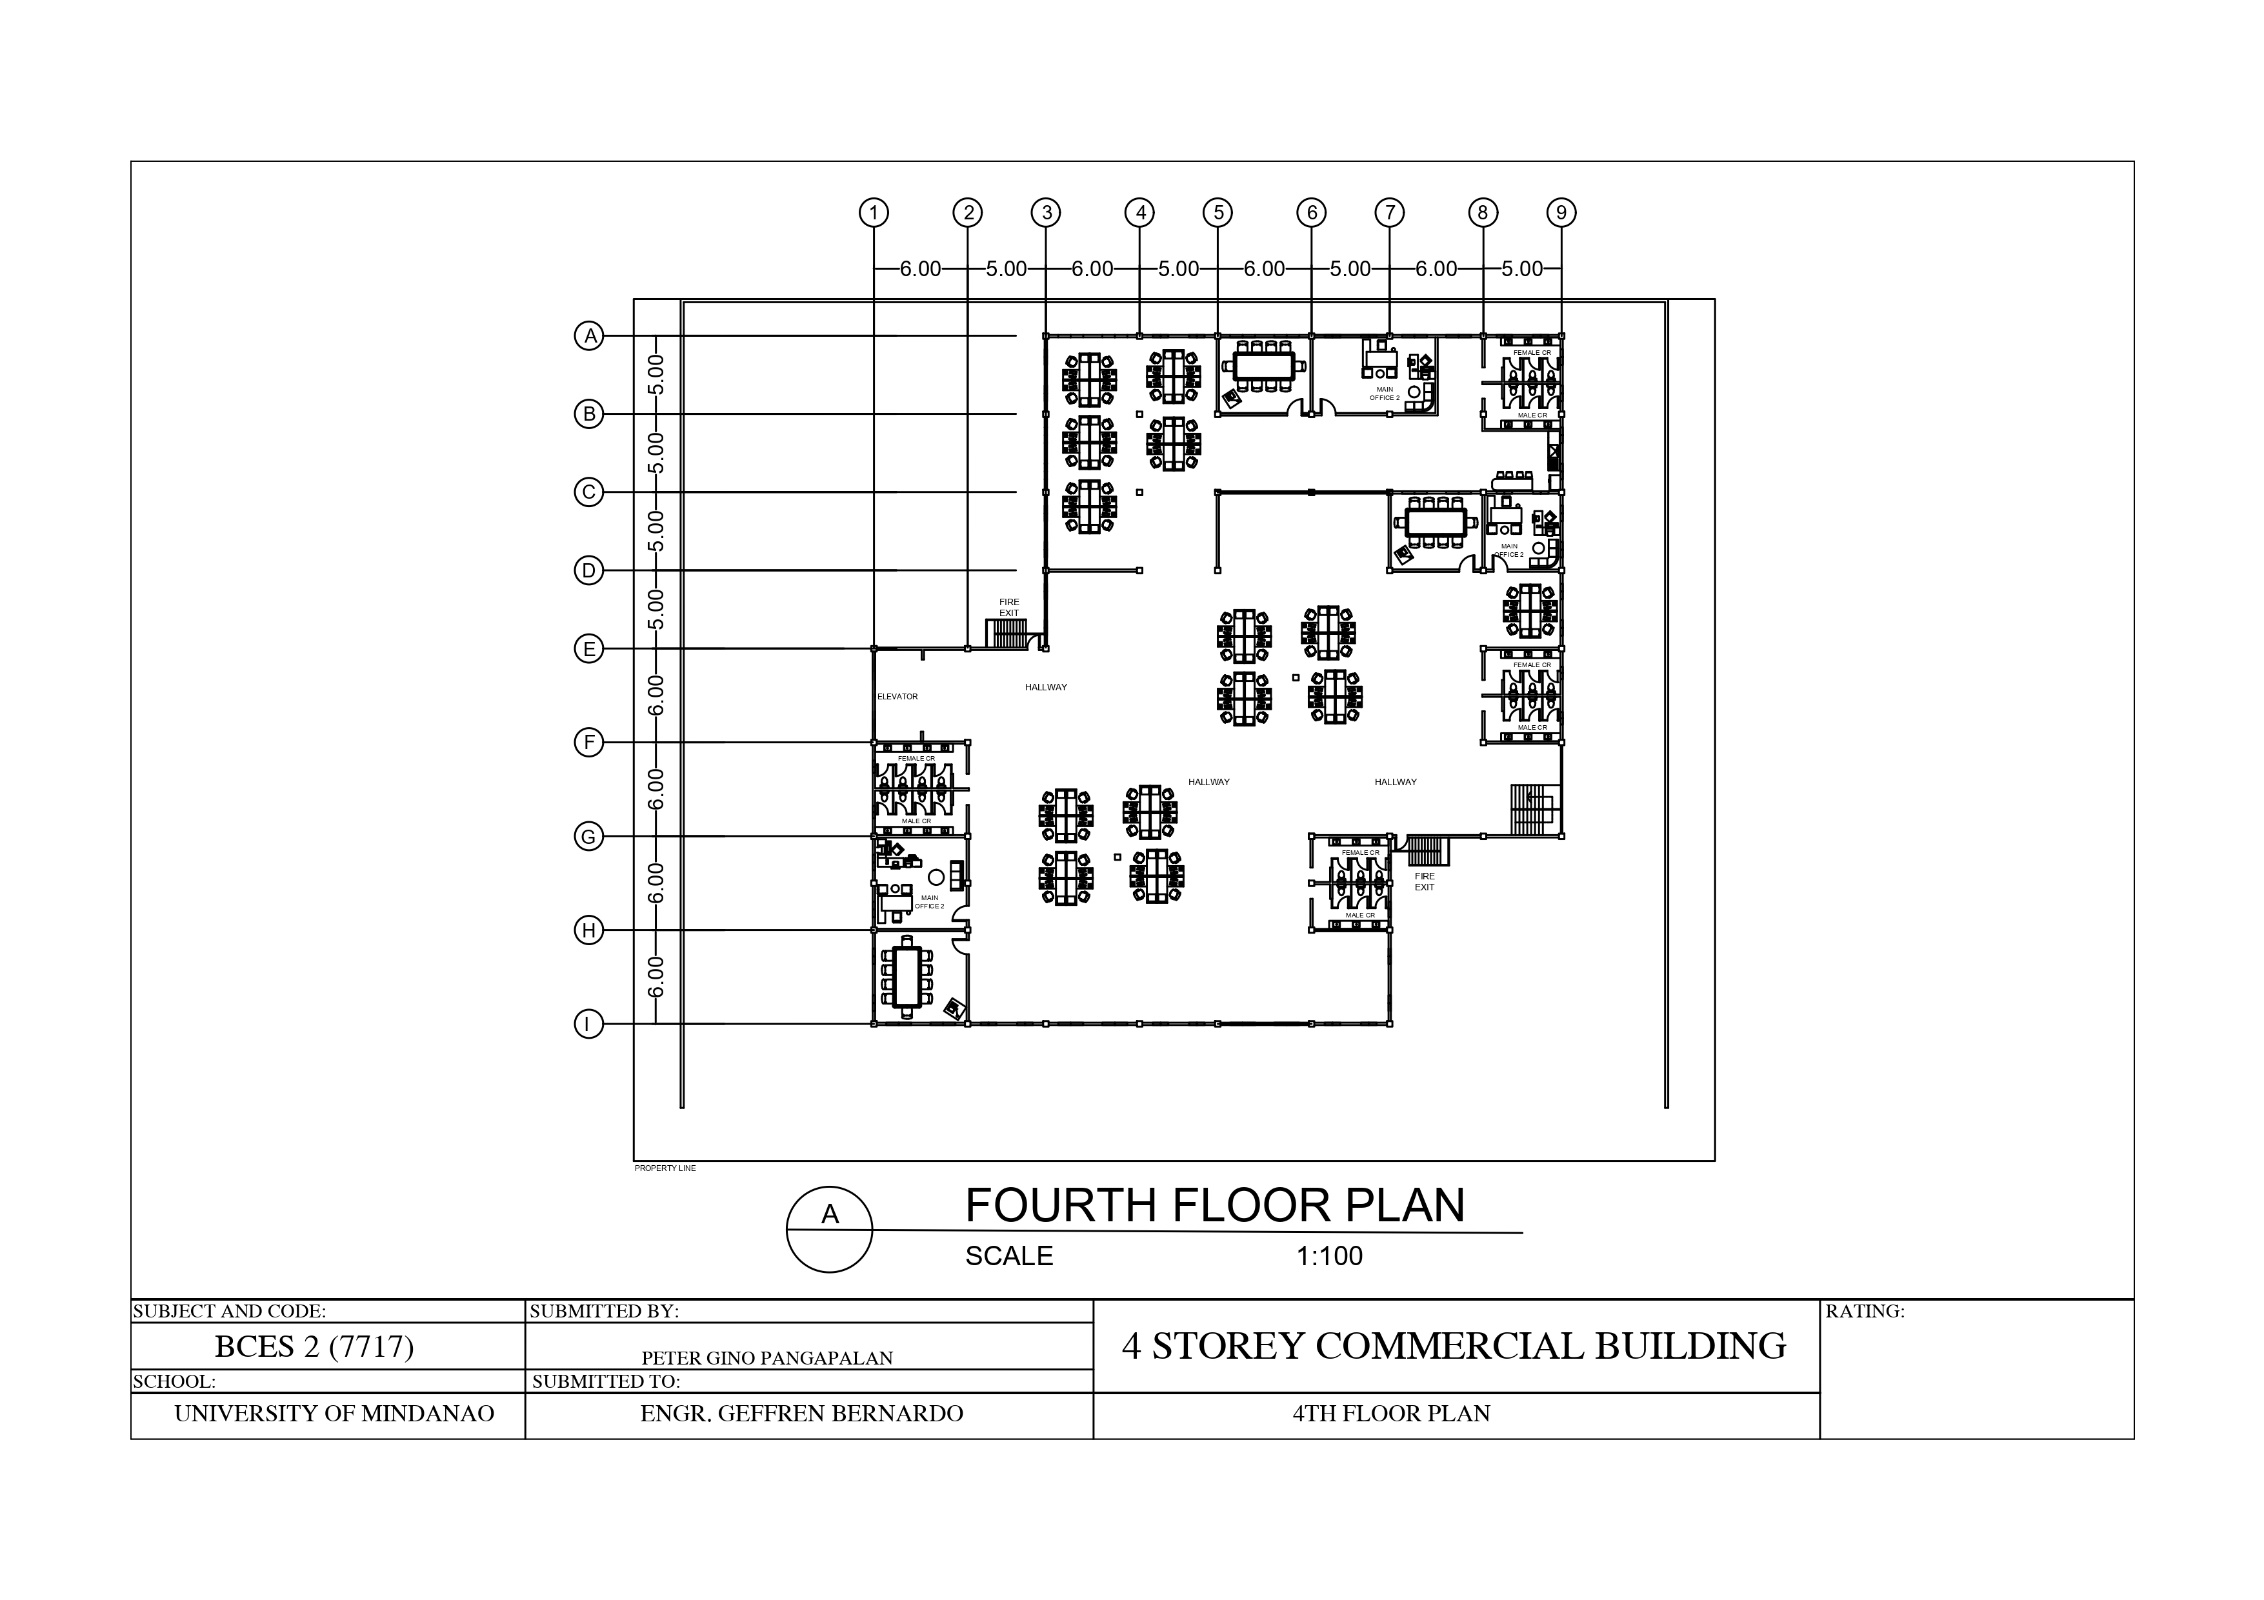 1 2 3 4 5 6 7 8 9
6.00 5.00 6.00 5.00 6.00 5.00 6.00 5.00
A
5.00
B
5.00
C
5.00
D
5.00
E
6.00
F
6.00
G
6.00
H
6.00
I
FEMALE CR
MAIN
OFFICE 2
MALE CR
MAIN
OFFICE 2
FIRE
EXIT
FEMALE CR
HALLWAY
ELEVATOR
MALE CR
FEMALE CR
HALLWAY
HALLWAY
MALE CR
FEMALE CR
FIRE
EXIT
MAIN
OFFICE 2
MALE CR
PROPERTY LINE
A
FOURTH FLOOR PLAN
SCALE 1:100
SUBJECT AND CODE:
BCES 2 (7717)
SCHOOL:
UNIVERSITY OF MINDANAO
SUBMITTED BY:
PETER GINO PANGAPALAN
SUBMITTED TO:
ENGR. GEFFREN BERNARDO
4 STOREY COMMERCIAL BUILDING
4TH FLOOR PLAN
RATING: